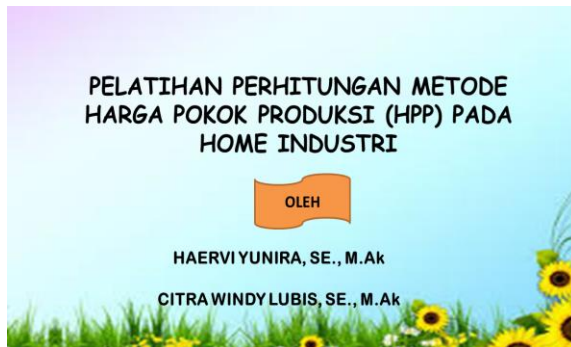 PELATIHAN PERHITUNGAN METODE
HARGA POKOK PRODUKSI (HPP) PADA
HOME INDUSTRI
OLEH
HAERVI YUNIRA, SE., M.Ak
CITRA WINDY LUBIS, SE., M.Ak